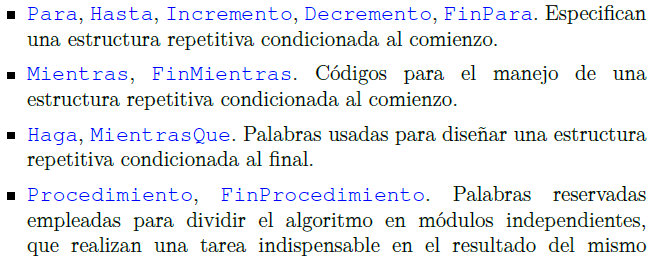 ▪ Para, Hasta, Incremento, Decremento, FinPara. Especifican
una estructura repetitiva condicionada al comienzo.
▪ Mientras, FinMientras. Códigos para el manejo de una
estructura repetitiva condicionada al comienzo.
▪ Haga, MientrasQue. Palabras usadas para diseñar una estructura
repetitiva condicionada al final.
▪ Procedimiento, FinProcedimiento. Palabras reservadas
empleadas para dividir el algoritmo en módulos independientes,
que realizan una tarea indispensable en el resultado del mismo